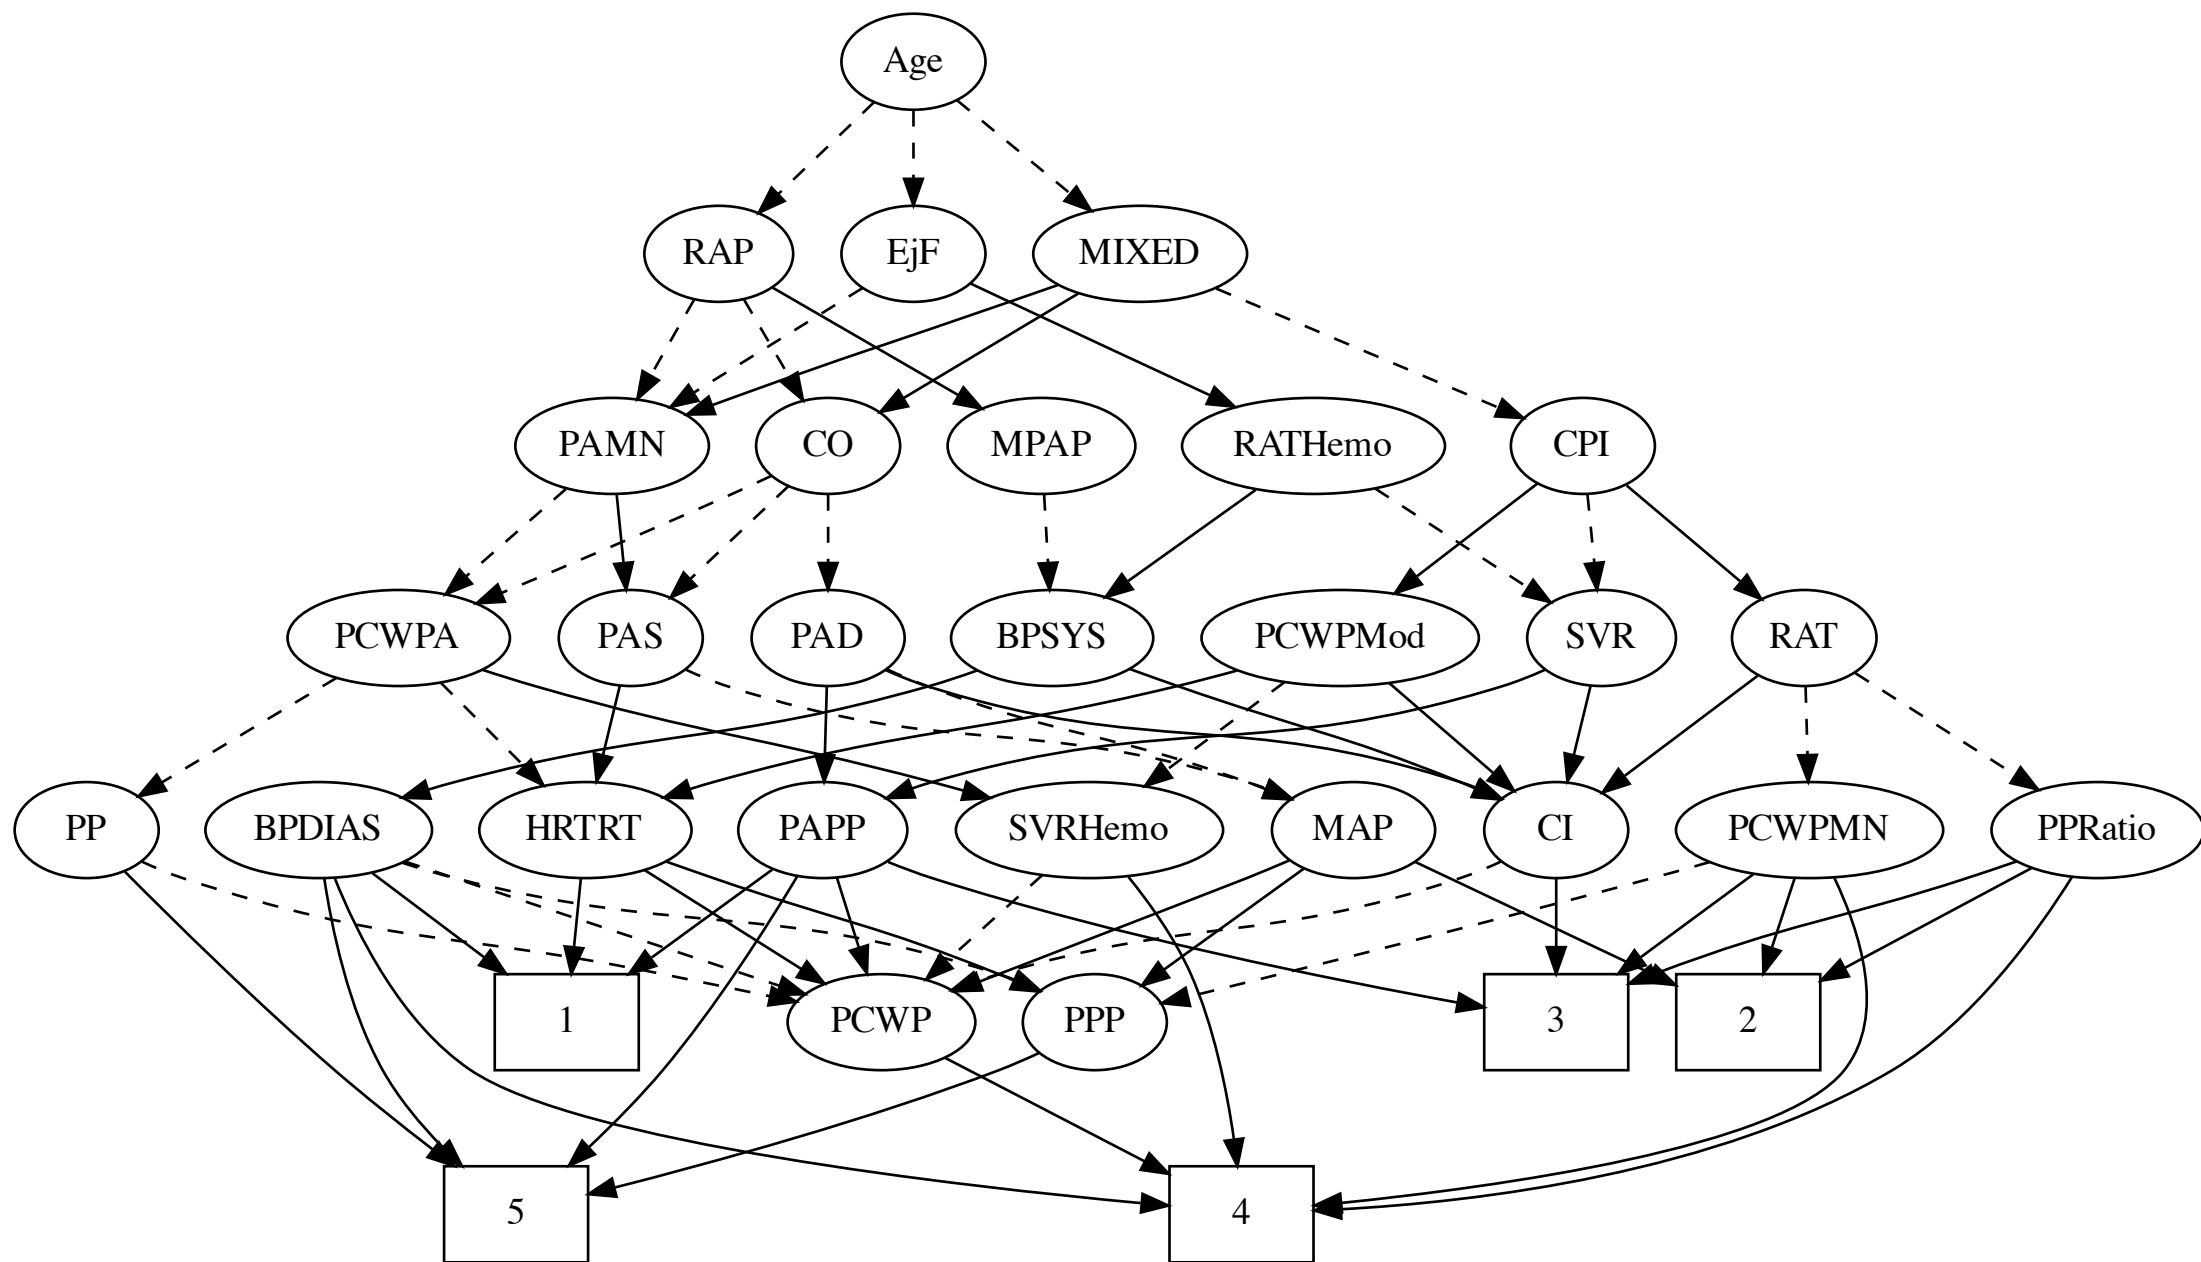 Age
RAP
EjF
MIXED
PAMN
CO
MPAP
RATHemo
CPI
PCWPA
PAS
PAD
BPSYS
PCWPMod
SVR
RAT
PP
BPDIAS
HRTRT
PAPP
SVRHemo
MAP
CI
PCWPMN
PPRatio
1
PCWP
PPP
3
2
5
4